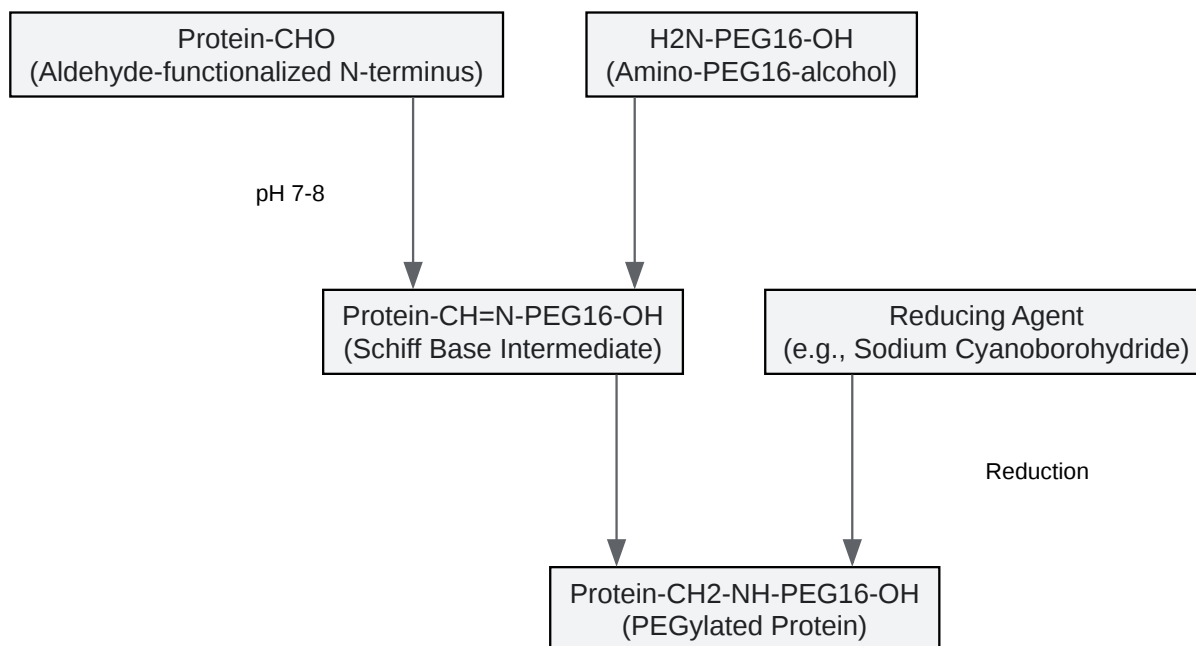 Protein-CHO
(Aldehyde-functionalized N-terminus)
H2N-PEG16-OH
(Amino-PEG16-alcohol)
pH 7-8
Protein-CH=N-PEG16-OH
(Schiff Base Intermediate)
Reducing Agent
(e.g., Sodium Cyanoborohydride)
Reduction
Protein-CH2-NH-PEG16-OH
(PEGylated Protein)